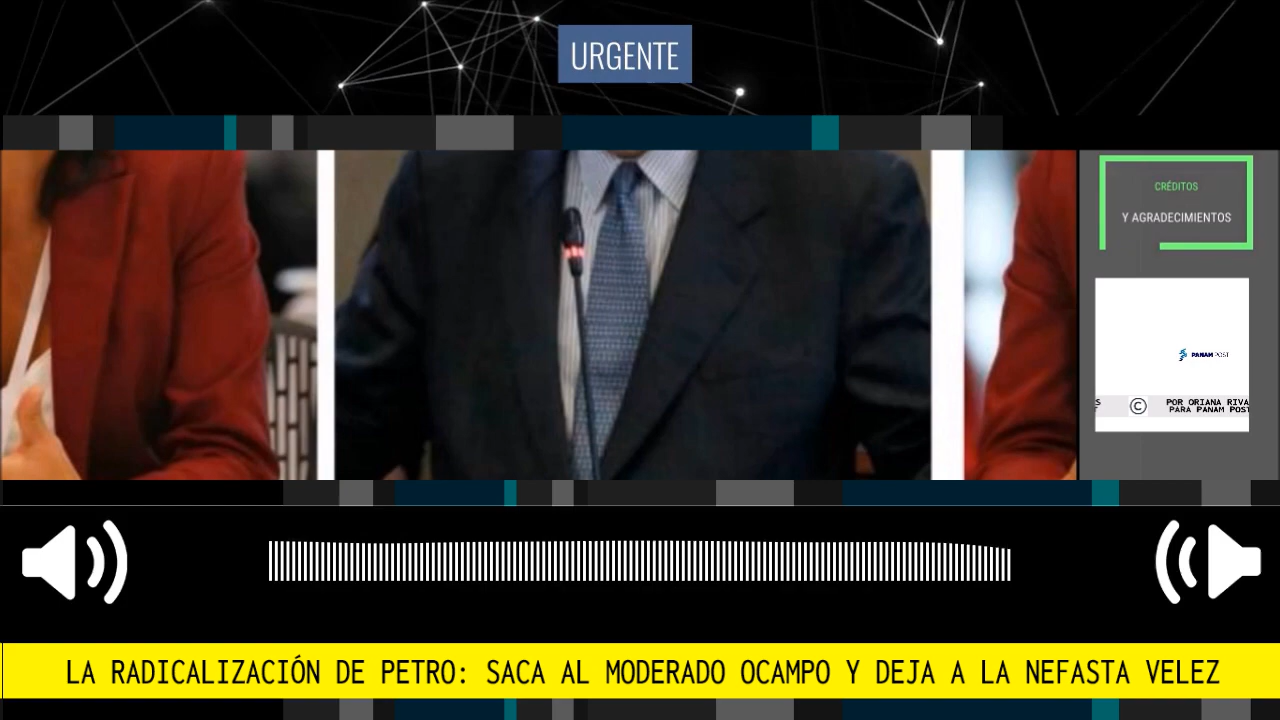 URGENTE
CRÉDITOS
Y AGRADECIMIENTOS
PANAM POST
© POR ORIANA RIVA
PARA PANAM POST
LA RADICALIZACIÓN DE PETRO: SACA AL MODERADO OCAMPO Y DEJA A LA NEFASTA VELEZ